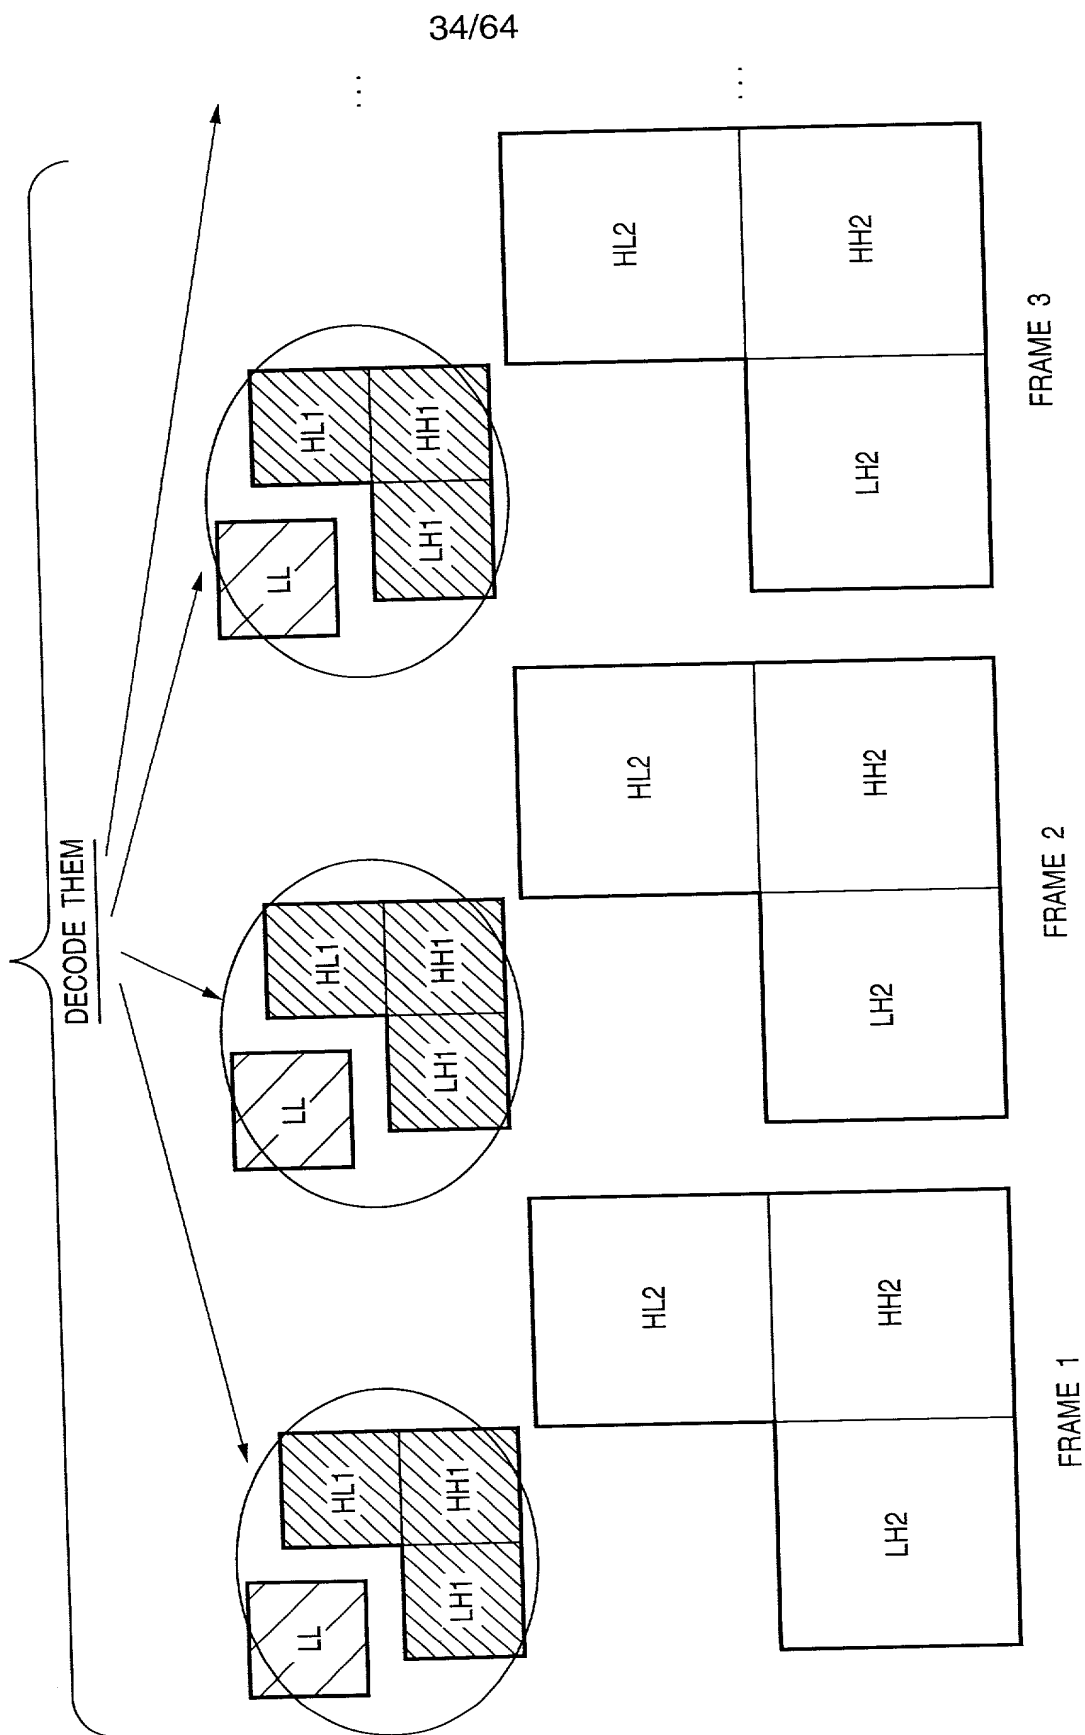 34/64
DECODE THEM
LL
HL1
LH1
HH1
HL2
LH2
HH2
FRAME 1
LL
HL1
LH1
HH1
HL2
LH2
HH2
FRAME 2
LL
HL1
LH1
HH1
HL2
LH2
HH2
FRAME 3
...
...